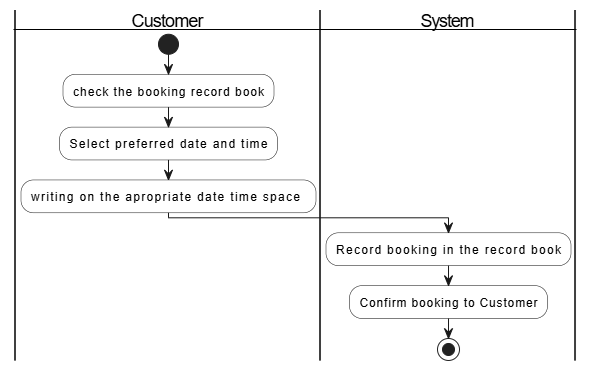 Customer
System
check the booking record book
Select preferred date and time
writing on the apropriate date time space
Record booking in the record book
Confirm booking to Customer